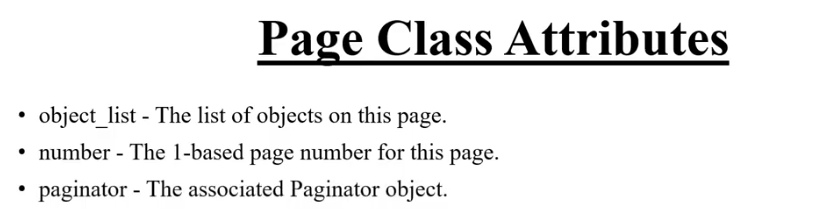 Page Class Attributes
• object_list - The list of objects on this page.
• number - The 1-based page number for this page.
• paginator - The associated Paginator object.